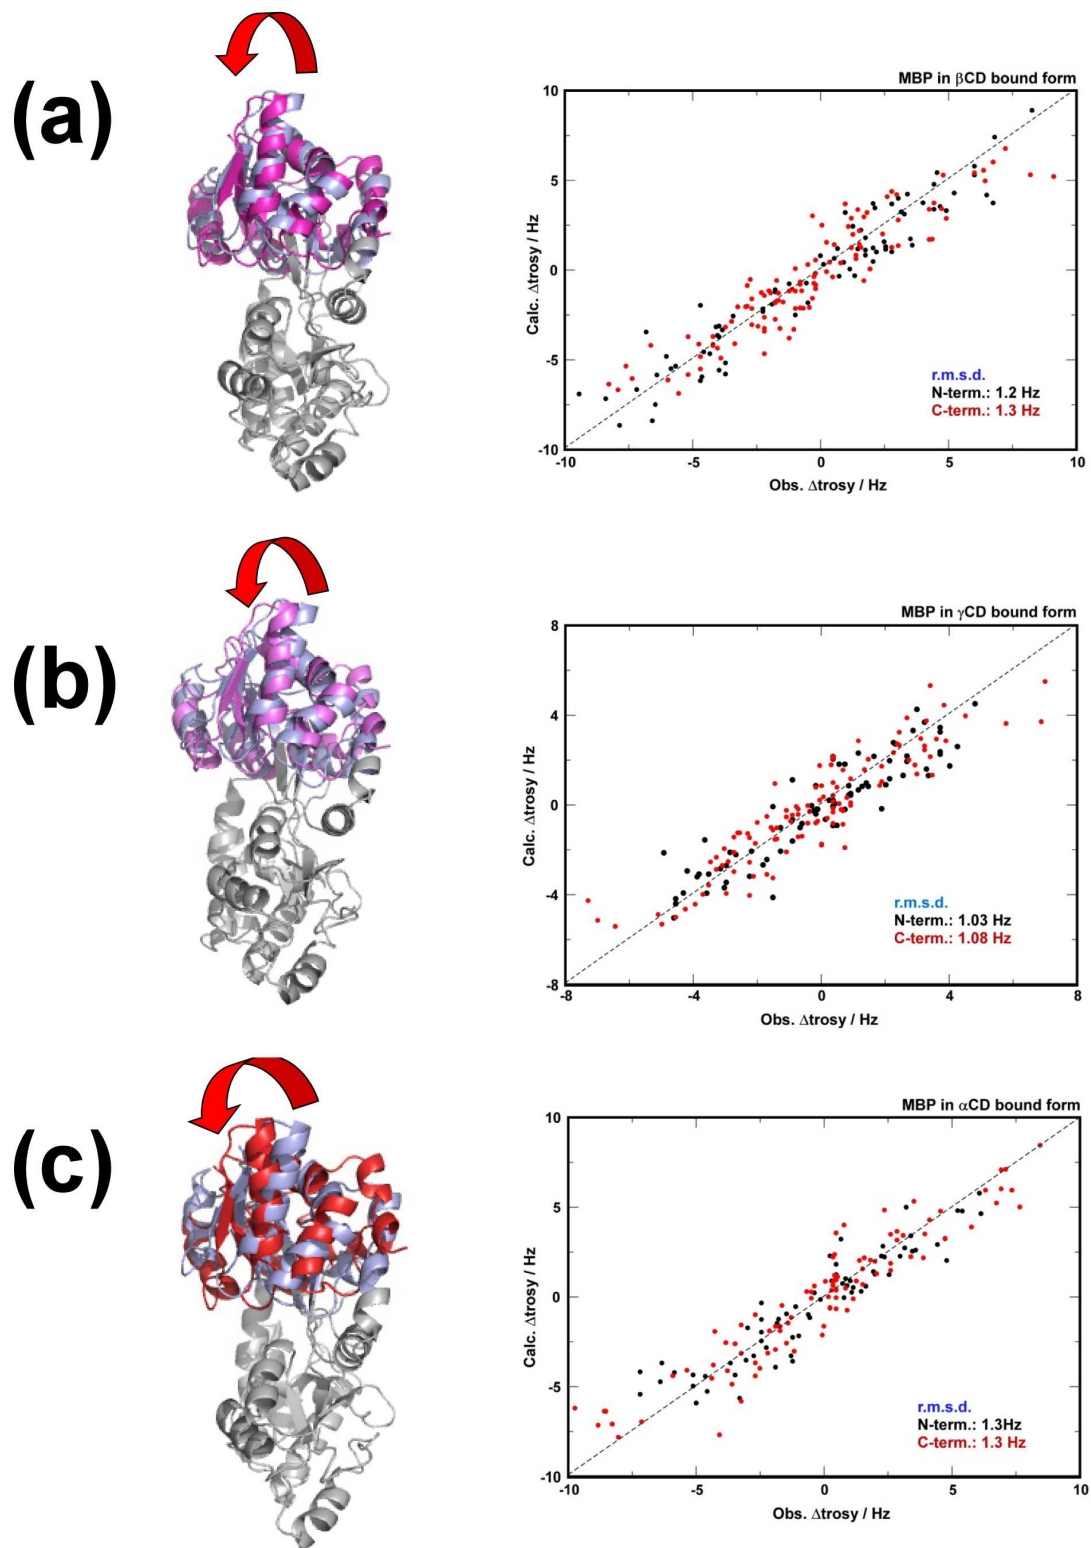 (a)
MBP in βCD bound form
10
5
0
-5
-10
Calc. Δtrosy / Hz
r.m.s.d.
N-term.: 1.2 Hz
C-term.: 1.3 Hz
-10 -5 0 5 10
Obs. Δtrosy / Hz
(b)
MBP in γCD bound form
8
4
0
-4
-8
Calc. Δtrosy / Hz
r.m.s.d.
N-term.: 1.03 Hz
C-term.: 1.08 Hz
-8 -4 0 4 8
Obs. Δtrosy / Hz
(c)
MBP in αCD bound form
10
5
0
-5
-10
Calc. Δtrosy / Hz
r.m.s.d.
N-term.: 1.3Hz
C-term.: 1.3 Hz
-10 -5 0 5 10
Obs. Δtrosy / Hz